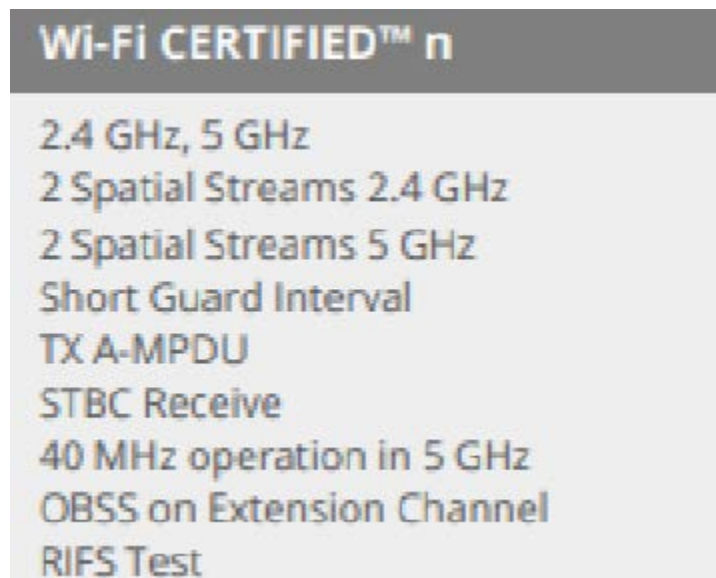 Wi-Fi CERTIFIED™ n
2.4 GHz, 5 GHz
2 Spatial Streams 2.4 GHz
2 Spatial Streams 5 GHz
Short Guard Interval
TX A-MPDU
STBC Receive
40 MHz operation in 5 GHz
OBSS on Extension Channel
RIFS Test